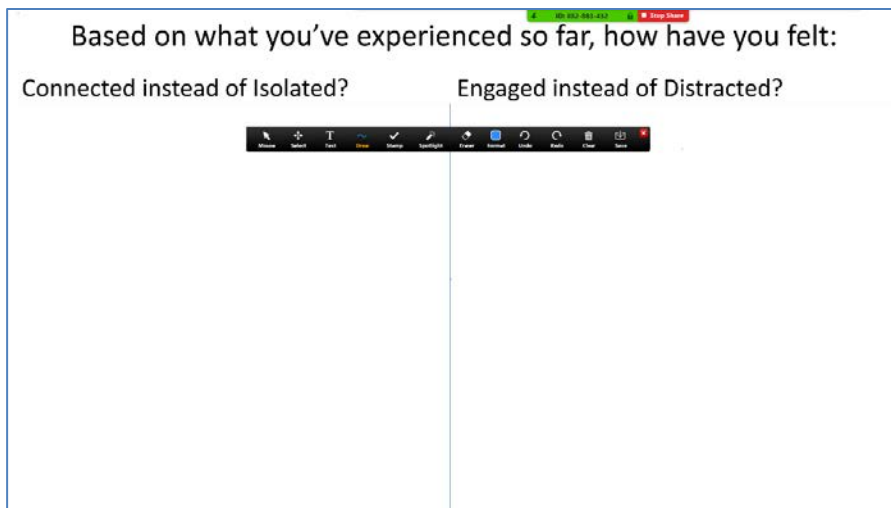 Stop Share
Based on what you've experienced so far, how have you felt:
Connected instead of Isolated?
Engaged instead of Distracted?
Mouse Select Text Draw Stamp Spotlight Eraser Format Undo Redo Clear Save